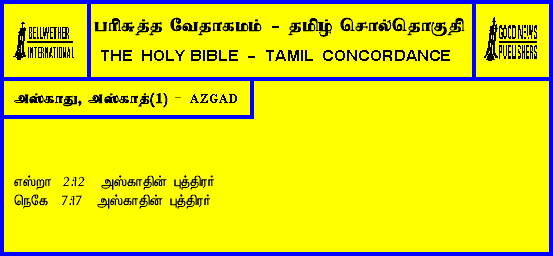 BELLWETHER
INTERNATIONAL
பரிசுத்த வேதாகமம் - தமிழ் சொல்தொகுதி
THE HOLY BIBLE - TAMIL CONCORDANCE
GOOD NEWS
PUBLISHERS
அஸ்காது, அஸ்காத்(1) - AZGAD
எஸ்றா 2:12 அஸ்காதின் புத்திரர்
நெகே 7:17 அஸ்காதின் புத்திரர்